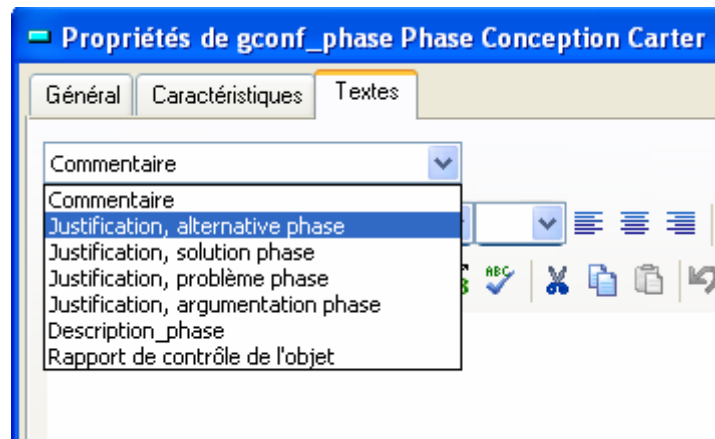 Propriétés de gconf_phase Phase Conception Carter
Général Caractéristiques Textes
Commentaire
Commentaire
Justification, alternative phase
Justification, solution phase
Justification, problème phase
Justification, argumentation phase
Description_phase
Rapport de contrôle de l'objet
ABC